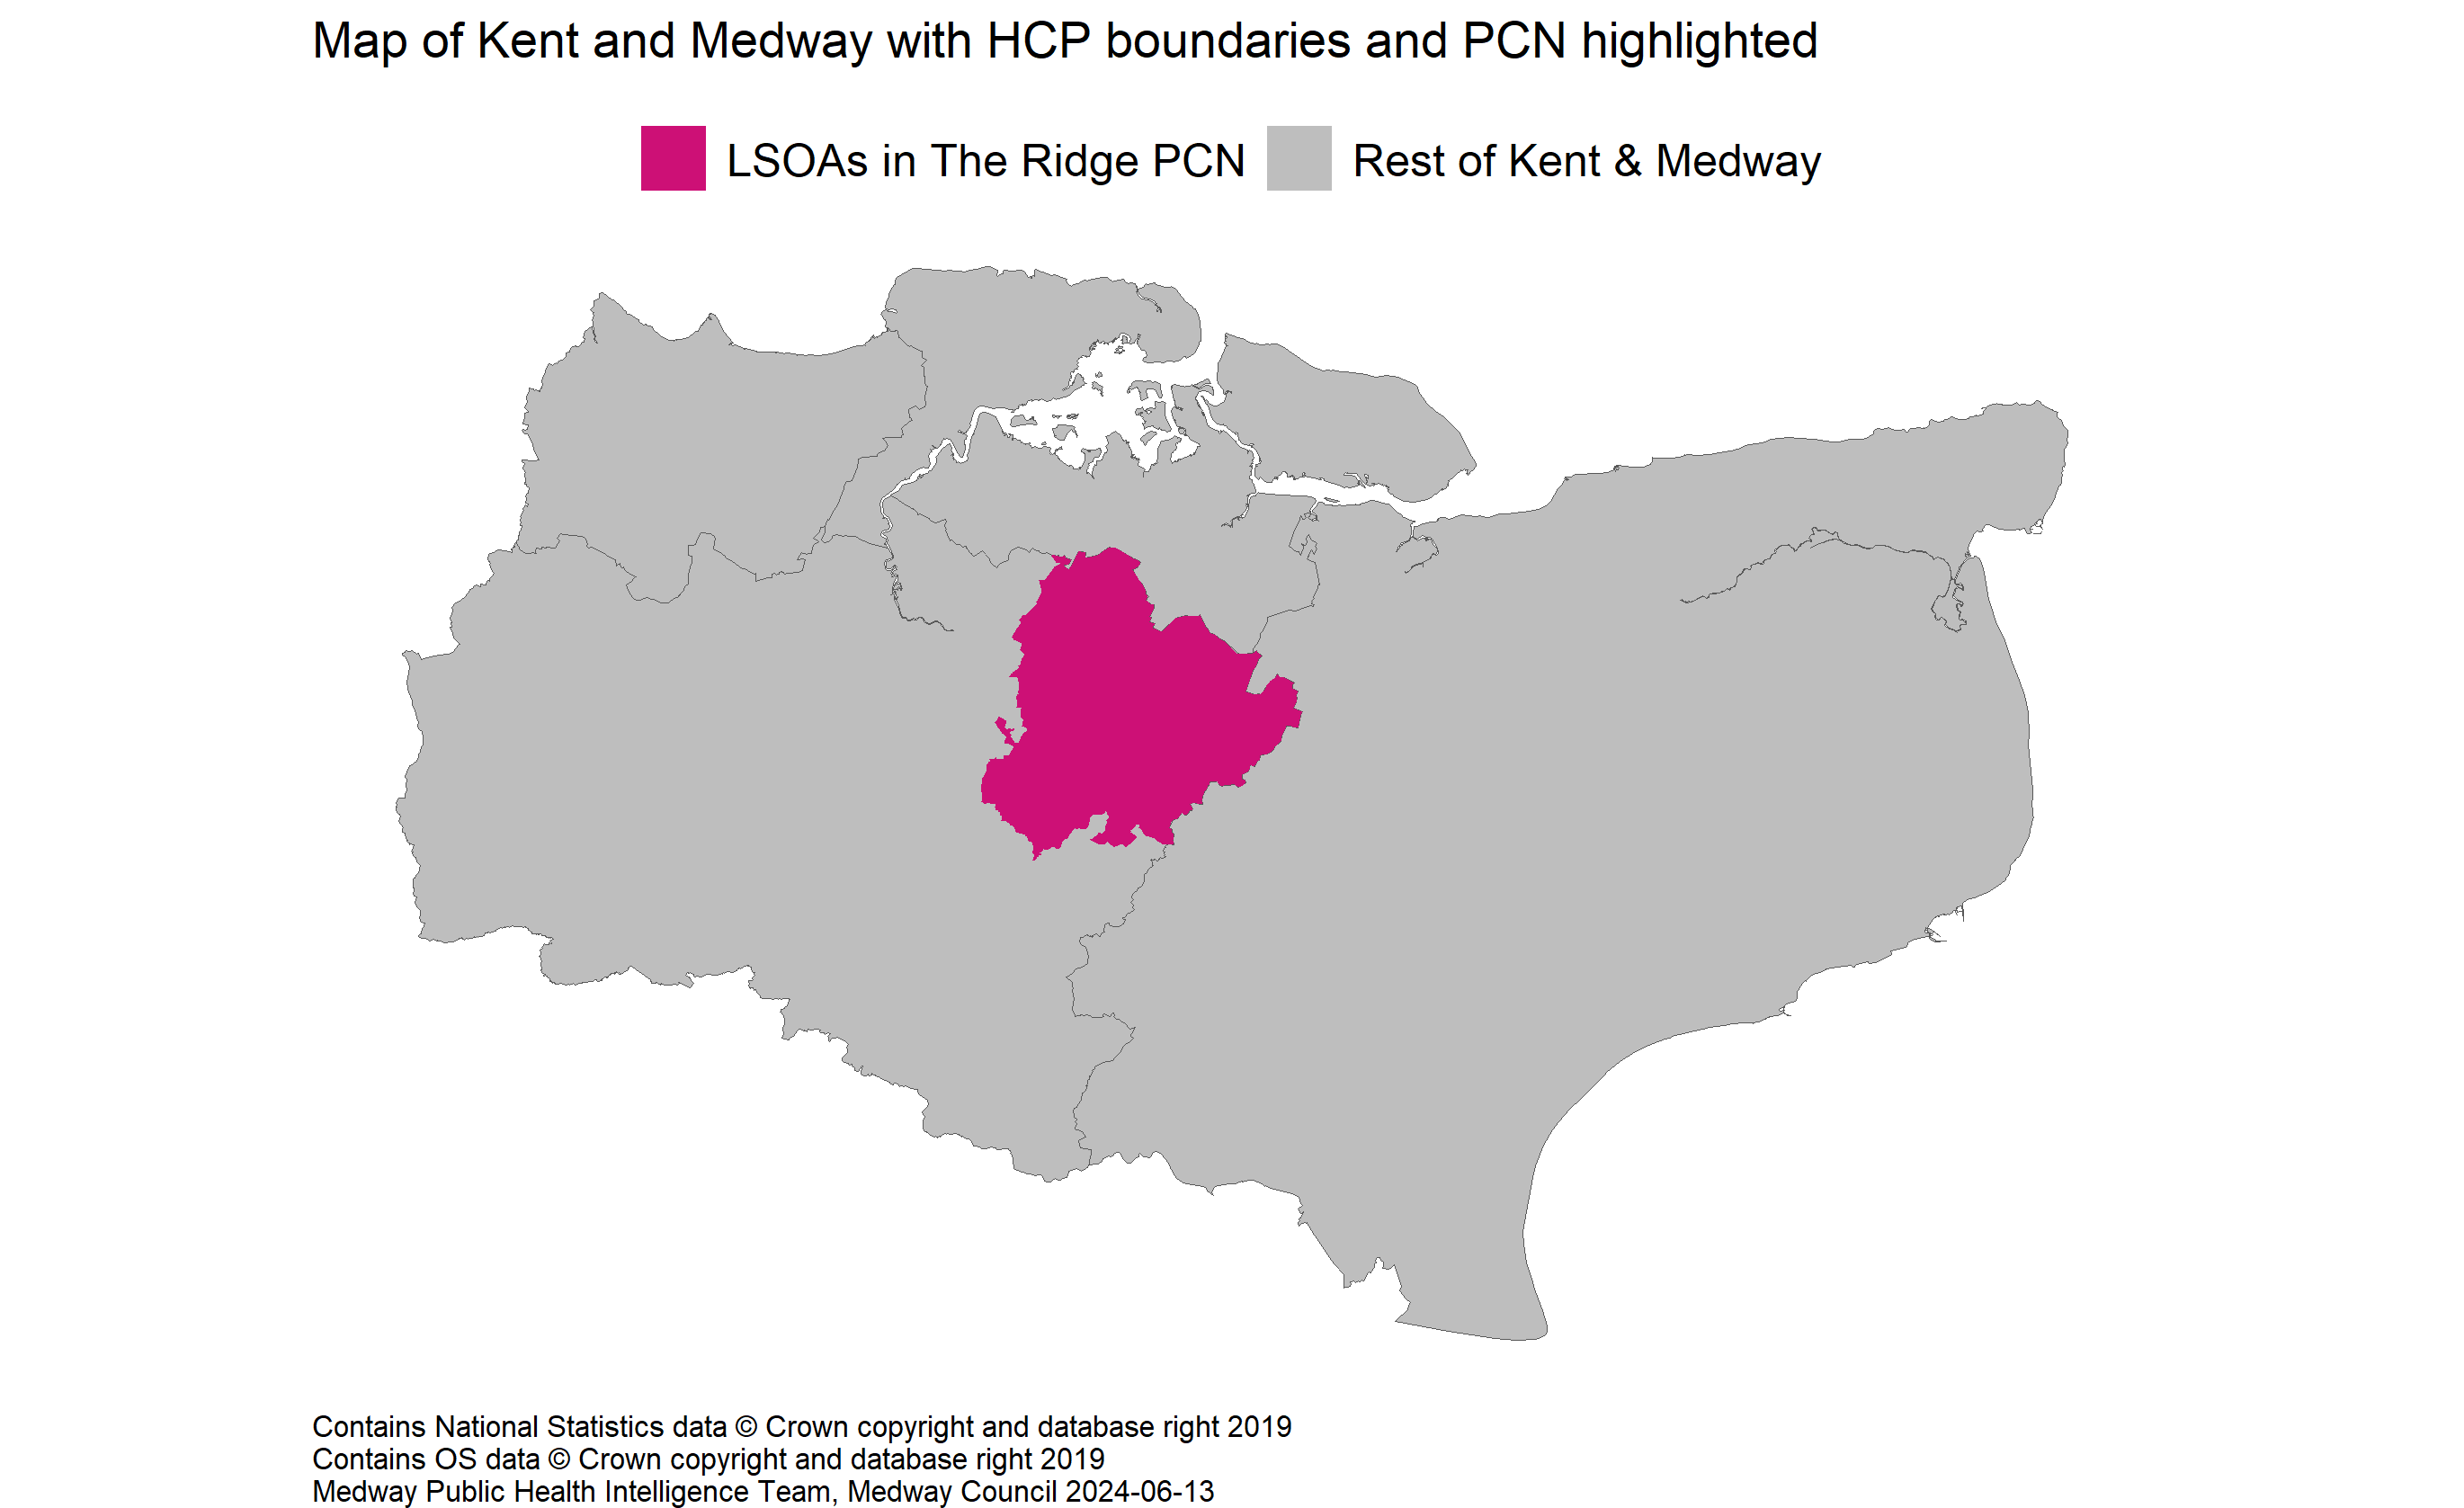 Map of Kent and Medway with HCP boundaries and PCN highlighted
LSOAs in The Ridge PCN Rest of Kent & Medway
Contains National Statistics data © Crown copyright and database right 2019
Contains OS data © Crown copyright and database right 2019
Medway Public Health Intelligence Team, Medway Council 2024-06-13